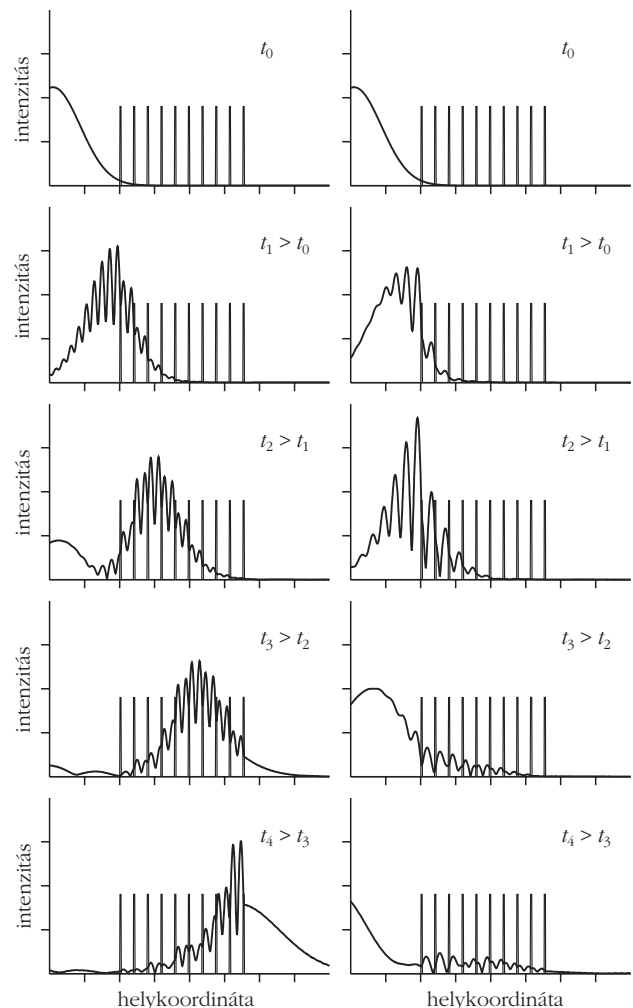 intenzitás
t₀
t₀
intenzitás
t₁ > t₀
t₁ > t₀
intenzitás
t₂ > t₁
t₂ > t₁
intenzitás
t₃ > t₂
t₃ > t₂
intenzitás
t₄ > t₃
t₄ > t₃
helykoordináta
helykoordináta